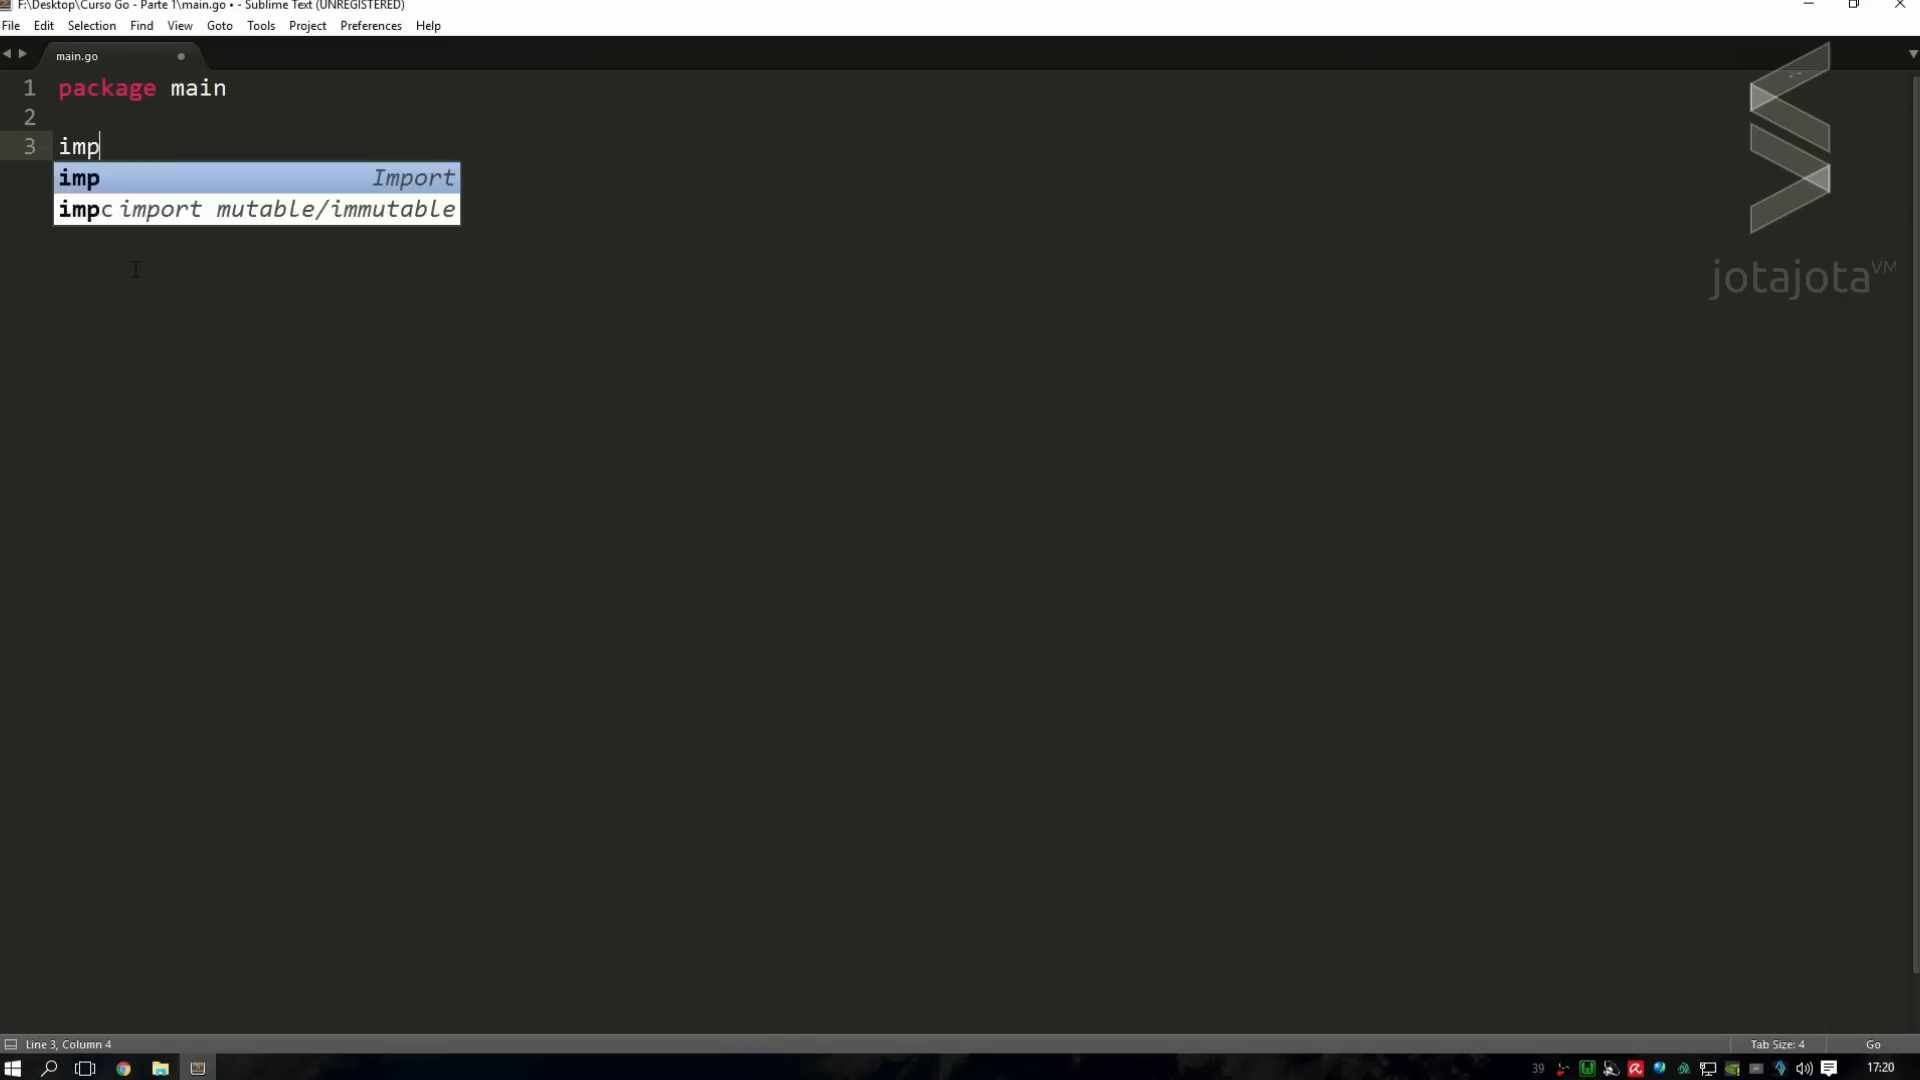 F:\Desktop\Curso Go - Parte 1\main.go • - Sublime Text (UNREGISTERED)
File Edit Selection Find View Goto Tools Project Preferences Help
main.go
1 package main
2
3 imp
imp Import
impc import mutable/immutable
jotajota VM
Line 3, Column 4
Tab Size: 4 Go
39 17:20